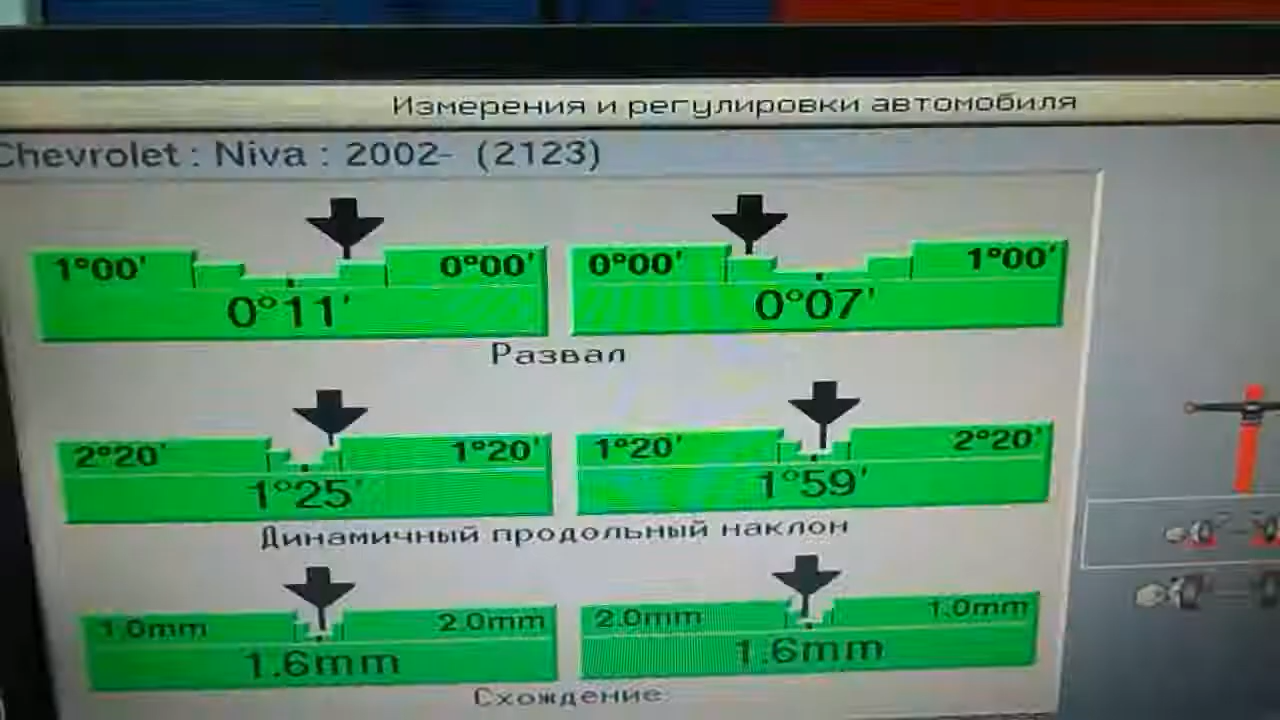 Измерения и регулировки автомобиля
Chevrolet : Niva : 2002- (2123)
1°00' 0°00' 0°00' 1°00'
0°11' 0°07'
Развал
2°20' 1°20' 1°20' 2°20'
1°25' 1°59'
Динамичный продольный наклон
1.0mm 2.0mm 2.0mm 1.0mm
1.6mm 1.6mm
Схождение